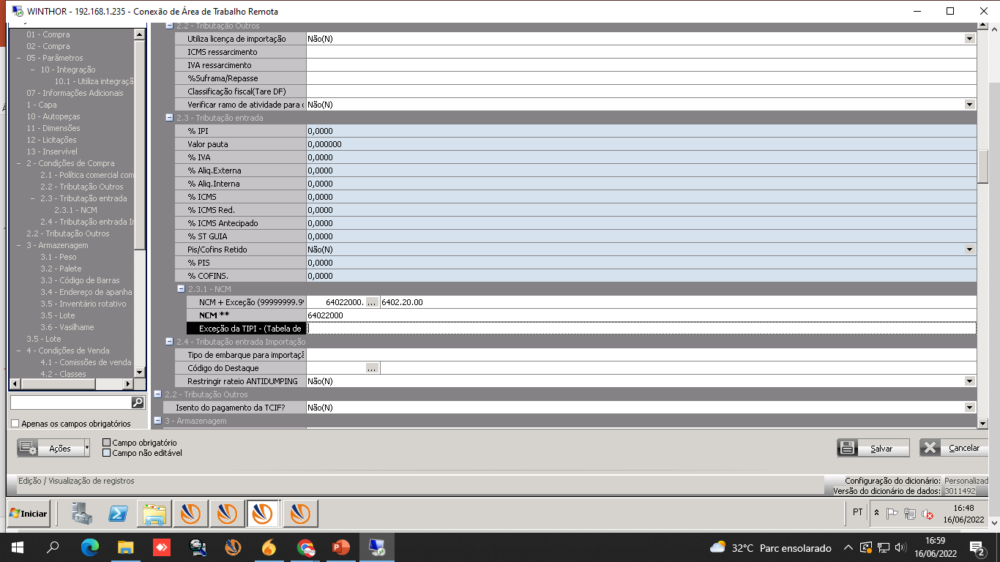 WINTHOR - 192.168.1.235 - Conexão de Área de Trabalho Remota
01 - Compra
02 - Compra
05 - Parâmetros
10 - Integração
10.1 - Utiliza integraçã
07 - Informações Adicionais
1 - Capa
10 - Autopeças
11 - Dimensões
12 - Licitações
13 - Inservível
2 - Condições de Compra
2.1 - Política comercial com
2.2 - Tributação Outros
2.3 - Tributação entrada
2.3.1 - NCM
2.4 - Tributação entrada Ir
2.2 - Tributação Outros
3 - Armazenagem
3.1 - Peso
3.2 - Palete
3.3 - Código de Barras
3.4 - Endereço de apanha
3.5 - Inventário rotativo
3.5 - Lote
3.6 - Vasilhame
3.5 - Lote
4 - Condições de Venda
4.1 - Comissões de venda
4.2 - Classes
Apenas os campos obrigatórios
2.2 - Tributação Outros
Utiliza licença de importação Não(N)
ICMS ressarcimento
IVA ressarcimento
%Suframa/Repasse
Classificação fiscal(Tare DF)
Verificar ramo de atividade para c Não(N)
2.3 - Tributação entrada
% IPI 0,0000
Valor pauta 0,000000
% IVA 0,0000
% Aliq.Externa 0,0000
% Aliq.Interna 0,0000
% ICMS 0,0000
% ICMS Red. 0,0000
% ICMS Antecipado 0,0000
% ST GUIA 0,0000
Pis/Cofins Retido Não(N)
% PIS 0,0000
% COFINS. 0,0000
2.3.1 - NCM
NCM + Exceção (99999999.9 64022000. ... 6402.20.00
NCM ** 64022000
Exceção da TIPI - (Tabela de
2.4 - Tributação entrada Importação
Tipo de embarque para importaçã
Código do Destaque ...
Restringir rateio ANTIDUMPING Não(N)
2.2 - Tributação Outros
Isento do pagamento da TCIF? Não(N)
3 - Armazenagem
Ações
Campo obrigatório
Campo não editável
Salvar
Cancelar
Edição / Visualização de registros
Configuração do dicionário: Personalizad
Versão do dicionário de dados: 3011492
Iniciar
PT
16:48
16/06/2022
32°C Parc ensolarado
16:59
16/06/2022
2